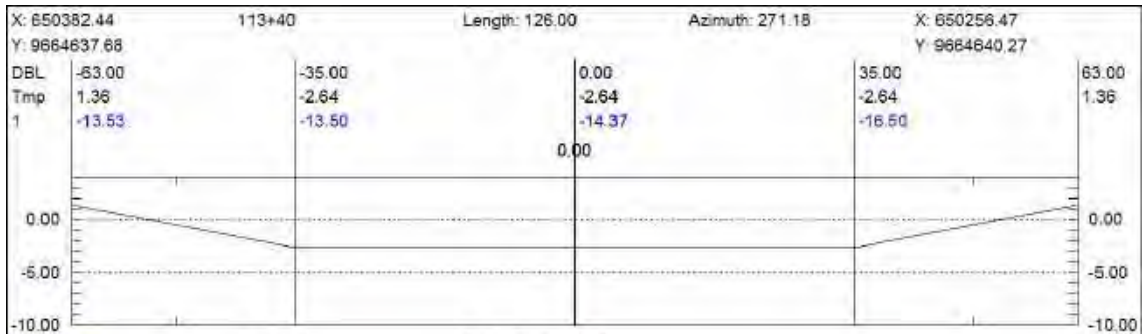 X: 650382.44 113+40 Length: 126.00 Azimuth: 271.18 X: 650256.47
Y: 9664637.68 Y: 9664640.27
DBL -63.00 -35.00 0.00 35.00 63.00
Tmp 1.36 -2.64 -2.64 -2.64 1.36
1 -13.53 -13.50 -14.37 -16.50
0.00
0.00 0.00
-5.00 -5.00
-10.00 -10.00